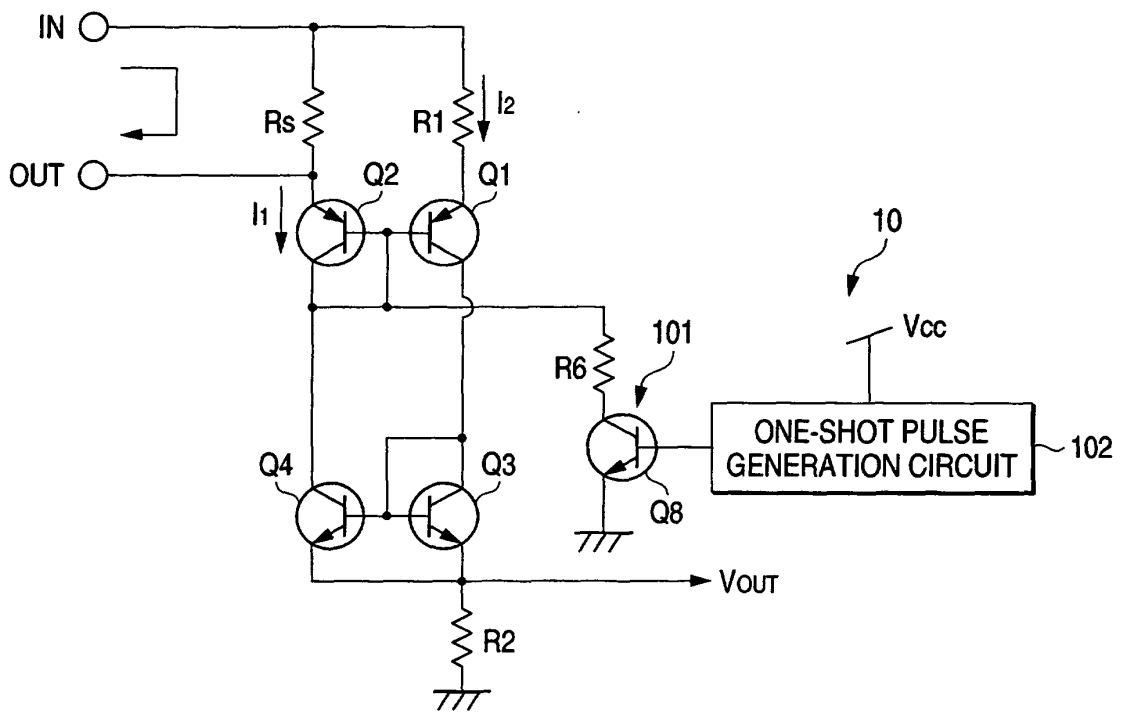 IN
Rs
R1
I2
OUT
Q2
Q1
I1
10
Vcc
101
R6
ONE-SHOT PULSE
GENERATION CIRCUIT
102
Q4
Q3
Q8
VOUT
R2